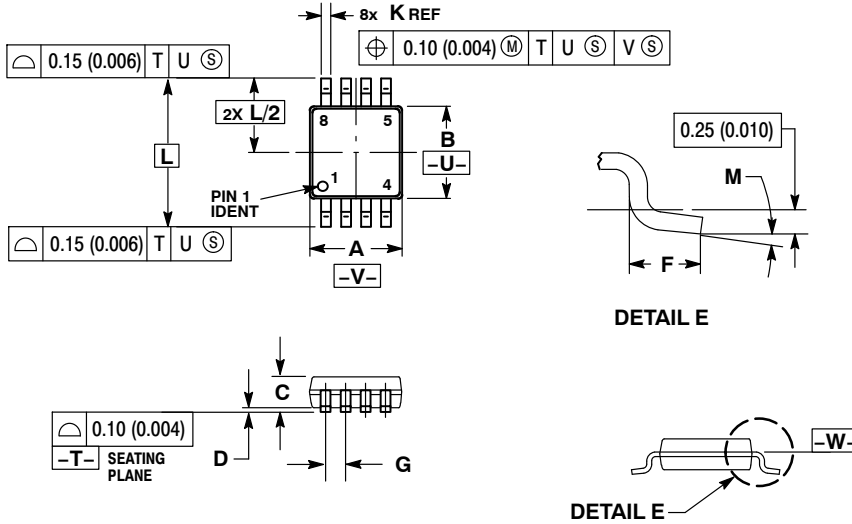 8x K REF
0.10 (0.004) Ⓜ T U Ⓢ V Ⓢ
0.15 (0.006) T U Ⓢ
2X L/2
L
8 5
1 4
PIN 1
IDENT
B
–U–
0.15 (0.006) T U Ⓢ
A
–V–
0.25 (0.010)
M
F
DETAIL E
C
0.10 (0.004)
–T– SEATING
PLANE
D
G
–W–
DETAIL E